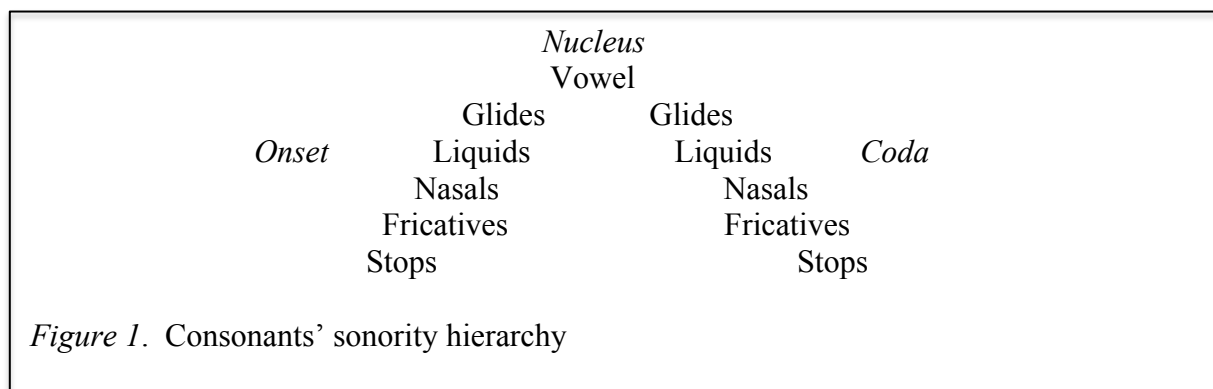 Nucleus
Vowel
Glides Glides
Onset Liquids Liquids Coda
Nasals Nasals
Fricatives Fricatives
Stops Stops
Figure 1. Consonants’ sonority hierarchy